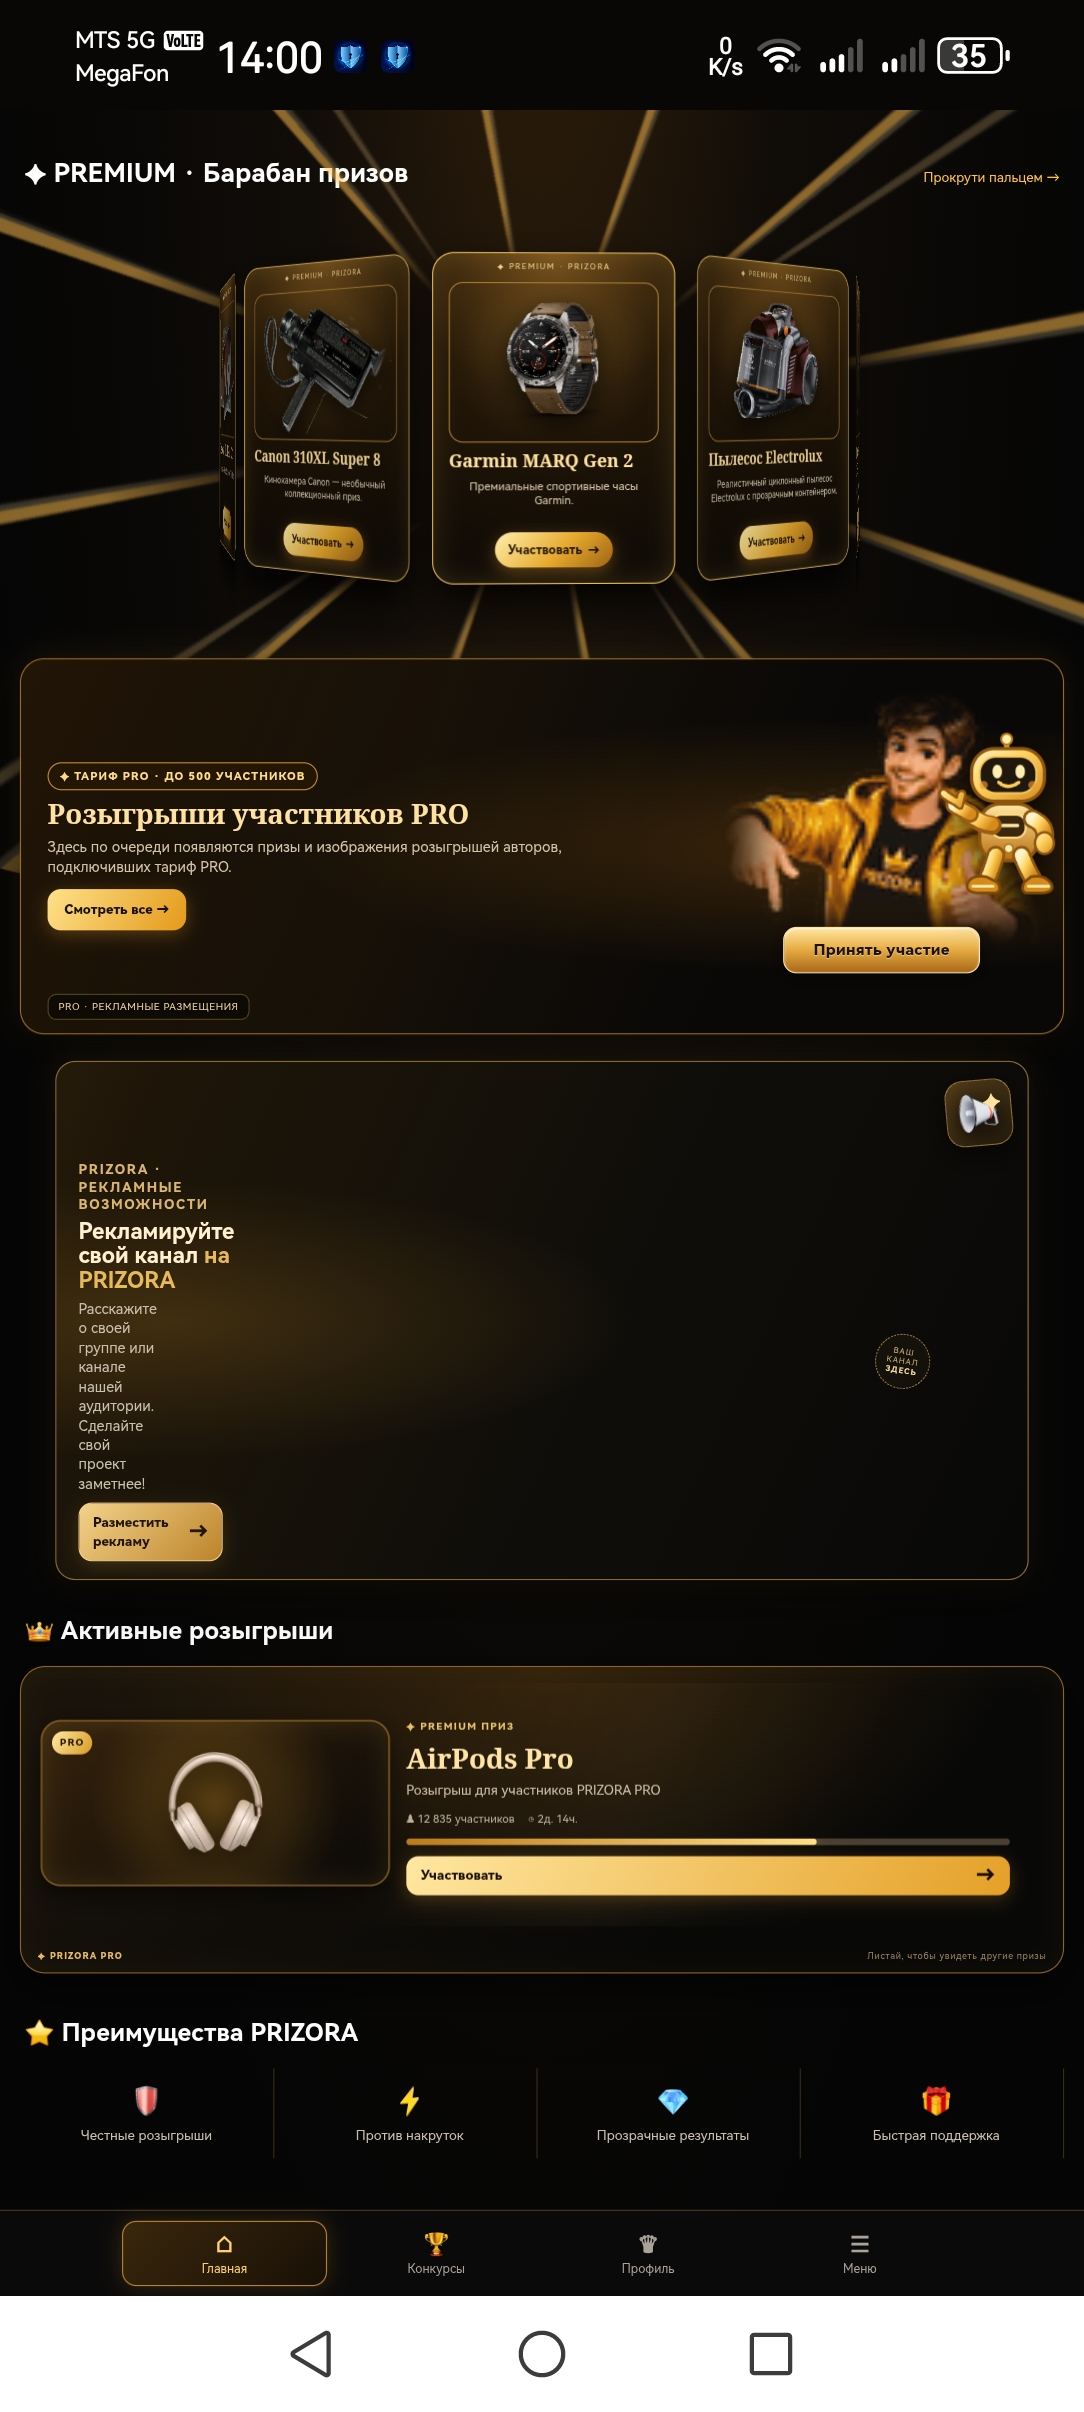 MTS 5G VoLTE
MegaFon
14:00
0
K/s
35
PREMIUM · Барабан призов
Прокрути пальцем →
PREMIUM · PRIZORA
Canon 310XL Super 8
Кинокамера Canon — необычный
коллекционный приз.
Участвовать →
PREMIUM · PRIZORA
Garmin MARQ Gen 2
Премиальные спортивные часы
Garmin.
Участвовать →
PREMIUM · PRIZORA
Пылесос Electrolux
Реалистичный циклонный пылесос
Electrolux с прозрачным контейнером.
Участвовать →
ТАРИФ PRO · ДО 500 УЧАСТНИКОВ
Розыгрыши участников PRO
Здесь по очереди появляются призы и изображения розыгрышей авторов,
подключивших тариф PRO.
Смотреть все →
PRIZORA
Принять участие
PRO · РЕКЛАМНЫЕ РАЗМЕЩЕНИЯ
PRIZORA ·
РЕКЛАМНЫЕ
ВОЗМОЖНОСТИ
Рекламируйте
свой канал на
PRIZORA
Расскажите
о своей
группе или
канале
нашей
аудитории.
Сделайте
свой
проект
заметнее!
Разместить
рекламу →
ВАШ
КАНАЛ
ЗДЕСЬ
Активные розыгрыши
PRO
PREMIUM ПРИЗ
AirPods Pro
Розыгрыш для участников PRIZORA PRO
12 835 участников 2д. 14ч.
Участвовать →
PRIZORA PRO
Листай, чтобы увидеть другие призы
Преимущества PRIZORA
Честные розыгрыши
Против накруток
Прозрачные результаты
Быстрая поддержка
Главная
Конкурсы
Профиль
Меню